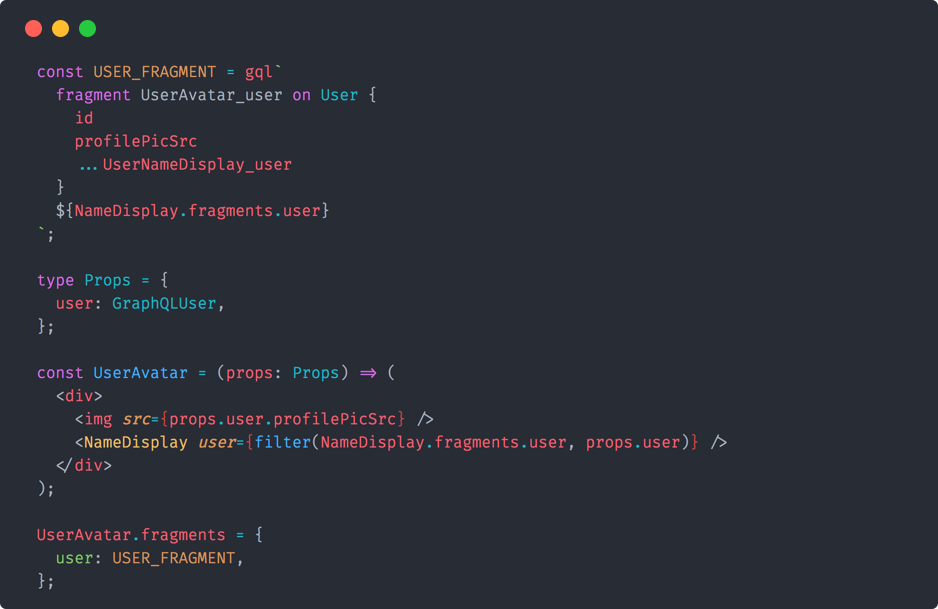 const USER_FRAGMENT = gql`
  fragment UserAvatar_user on User {
    id
    profilePicSrc
    ...UserNameDisplay_user
  }
  ${NameDisplay.fragments.user}
`;

type Props = {
  user: GraphQLUser,
};

const UserAvatar = (props: Props) => (
  <div>
    <img src={props.user.profilePicSrc} />
    <NameDisplay user={filter(NameDisplay.fragments.user, props.user)} />
  </div>
);

UserAvatar.fragments = {
  user: USER_FRAGMENT,
};